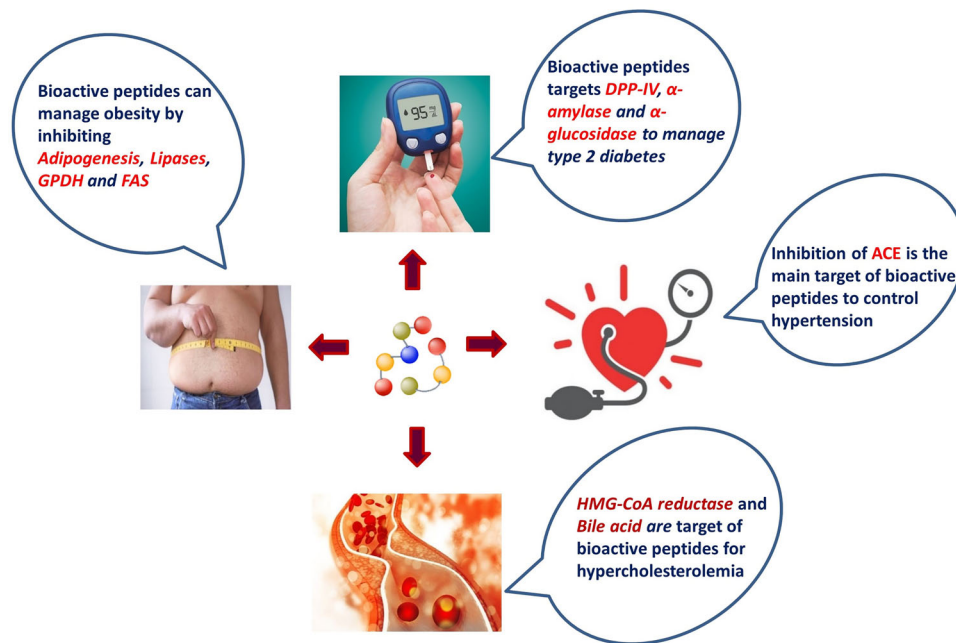 Bioactive peptides can
manage obesity by
inhibiting
Adipogenesis, Lipases,
GPDH and FAS
Bioactive peptides
targets DPP-IV, α-
amylase and α-
glucosidase to manage
type 2 diabetes
95
Inhibition of ACE is the
main target of bioactive
peptides to control
hypertension
HMG-CoA reductase and
Bile acid are target of
bioactive peptides for
hypercholesterolemia